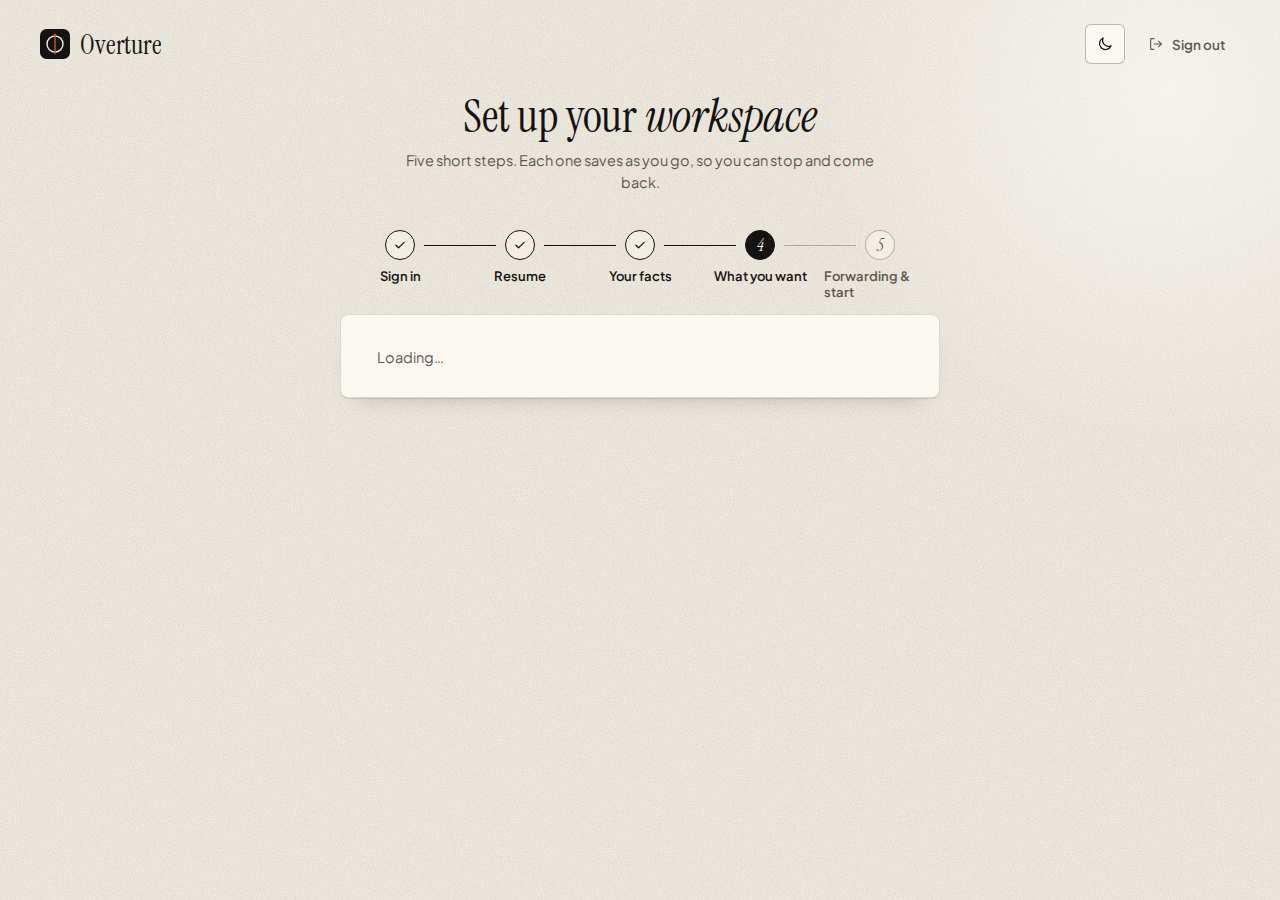 Overture
Sign out
Set up your workspace
Five short steps. Each one saves as you go, so you can stop and come
back.
4
5
Sign in
Resume
Your facts
What you want
Forwarding &
start
Loading...